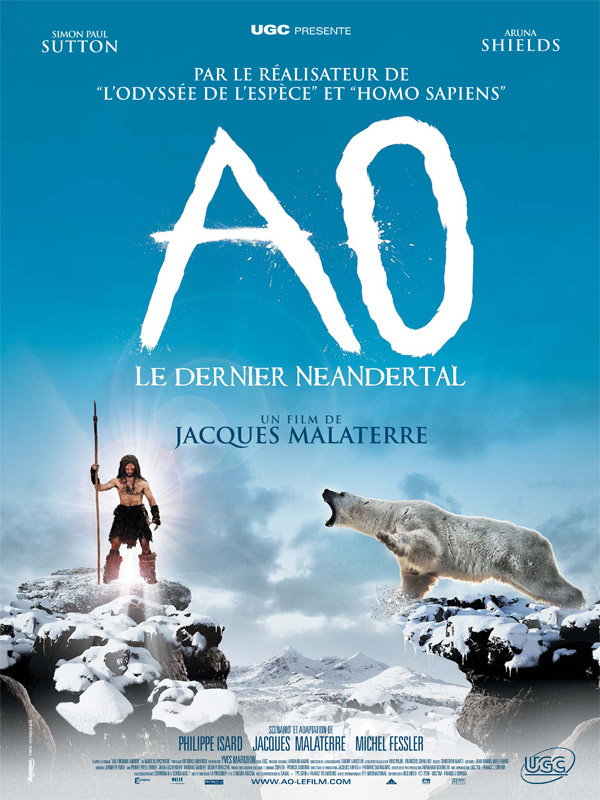 UGC PRESENTE
SIMON PAUL
SUTTON
ARUNA
SHIELDS
PAR LE RÉALISATEUR DE
“L’ODYSSÉE DE L’ESPÈCE” ET “HOMO SAPIENS”
AO
LE DERNIER NEANDERTAL
UN FILM DE
JACQUES MALATERRE
SCENARIO ET ADAPTATION DE
PHILIPPE ISARD JACQUES MALATERRE MICHEL FESSLER
WWW.AO-LEFILM.COM
UGC